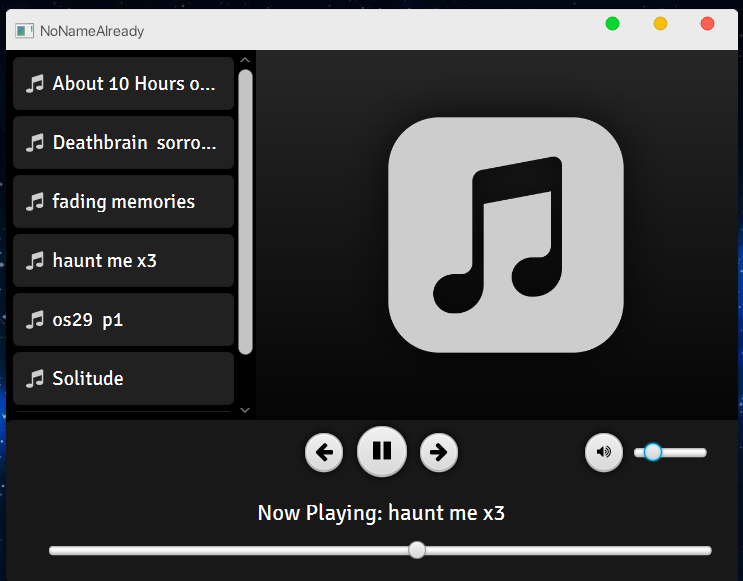 NoNameAlready
About 10 Hours o...
Deathbrain  sorro...
fading memories
haunt me x3
os29  p1
Solitude
Now Playing: haunt me x3